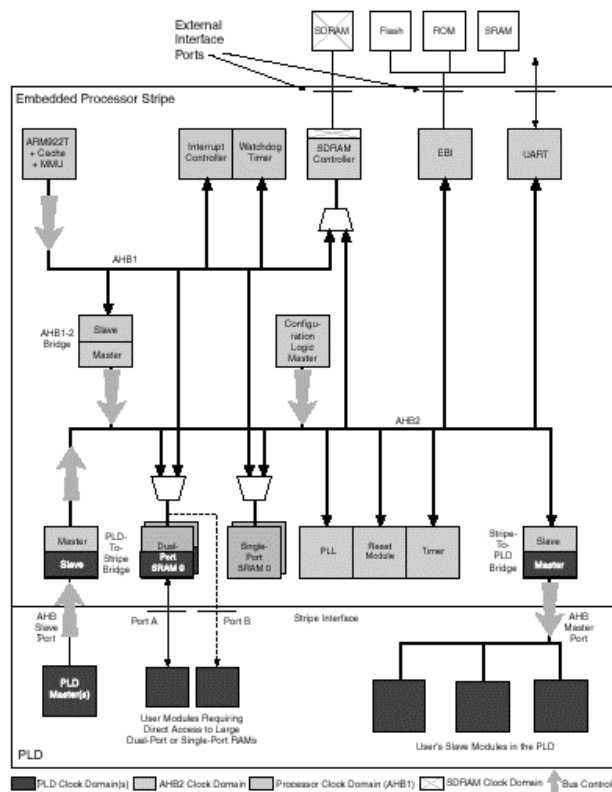 External
Interface
Ports
SDRAM
Flash
ROM
SRAM
Embedded Processor Stripe
ARM922T
+ Cache
+ MMU
Interrupt
Controller
Watchdog
Timer
SDRAM
Controller
EBI
UART
AHB1
AHB1-2
Bridge
Slave
Master
Configu-
ration
Logic
Master
AHB2
Master
Slave
PLD-
To-
Stripe
Bridge
Dual-
Port
SRAM 0
Single-
Port
SRAM 0
PLL
Reset
Module
Timer
Stripe-
To-
PLD
Bridge
Slave
Master
AHB
Slave
Port
Port A
Port B
Stripe Interface
AHB
Master
Port
PLD
Master(s)
User Modules Requiring
Direct Access to Large
Dual-Port or Single-Port RAMs
User's Slave Modules in the PLD
PLD
PLD Clock Domain(s)
AHB2 Clock Domain
Processor Clock Domain (AHB1)
SDRAM Clock Domain
Bus Control